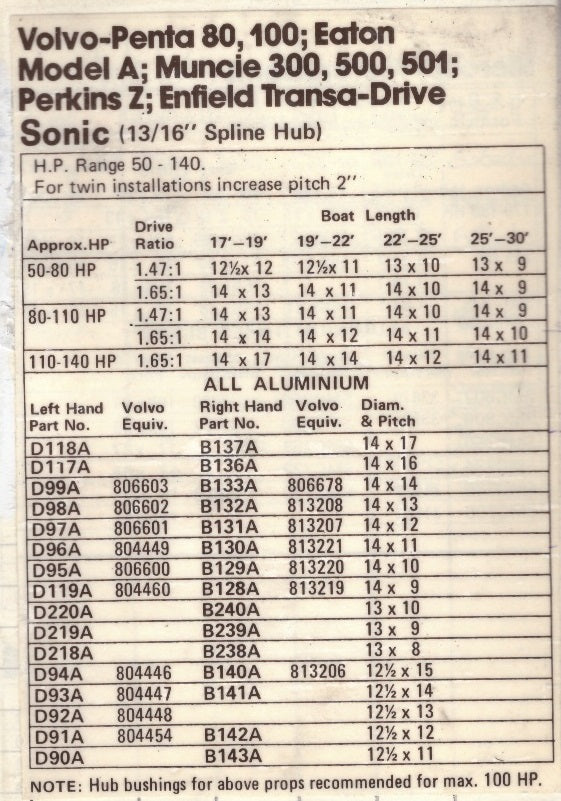 Volvo-Penta 80, 100; Eaton
Model A; Muncie 300, 500, 501;
Perkins Z; Enfield Transa-Drive
Sonic (13/16" Spline Hub)
H.P. Range 50 - 140.
For twin installations increase pitch 2"
Boat Length
Approx.HP Drive Ratio 17'-19' 19'-22' 22'-25' 25'-30'
50-80 HP 1.47:1 12½x 12 12½x 11 13 x 10 13 x 9
1.65:1 14 x 13 14 x 11 14 x 10 14 x 9
80-110 HP 1.47:1 14 x 13 14 x 11 14 x 10 14 x 9
1.65:1 14 x 14 14 x 12 14 x 11 14 x 10
110-140 HP 1.65:1 14 x 17 14 x 14 14 x 12 14 x 11
ALL ALUMINIUM
Left Hand Volvo Right Hand Volvo Diam.
Part No. Equiv. Part No. Equiv. & Pitch
D118A B137A 14 x 17
D117A B136A 14 x 16
D99A 806603 B133A 806678 14 x 14
D98A 806602 B132A 813208 14 x 13
D97A 806601 B131A 813207 14 x 12
D96A 804449 B130A 813221 14 x 11
D95A 806600 B129A 813220 14 x 10
D119A 804460 B128A 813219 14 x 9
D220A B240A 13 x 10
D219A B239A 13 x 9
D218A B238A 13 x 8
D94A 804446 B140A 813206 12½ x 15
D93A 804447 B141A 12½ x 14
D92A 804448 12½ x 13
D91A 804454 B142A 12½ x 12
D90A B143A 12½ x 11
NOTE: Hub bushings for above props recommended for max. 100 HP.